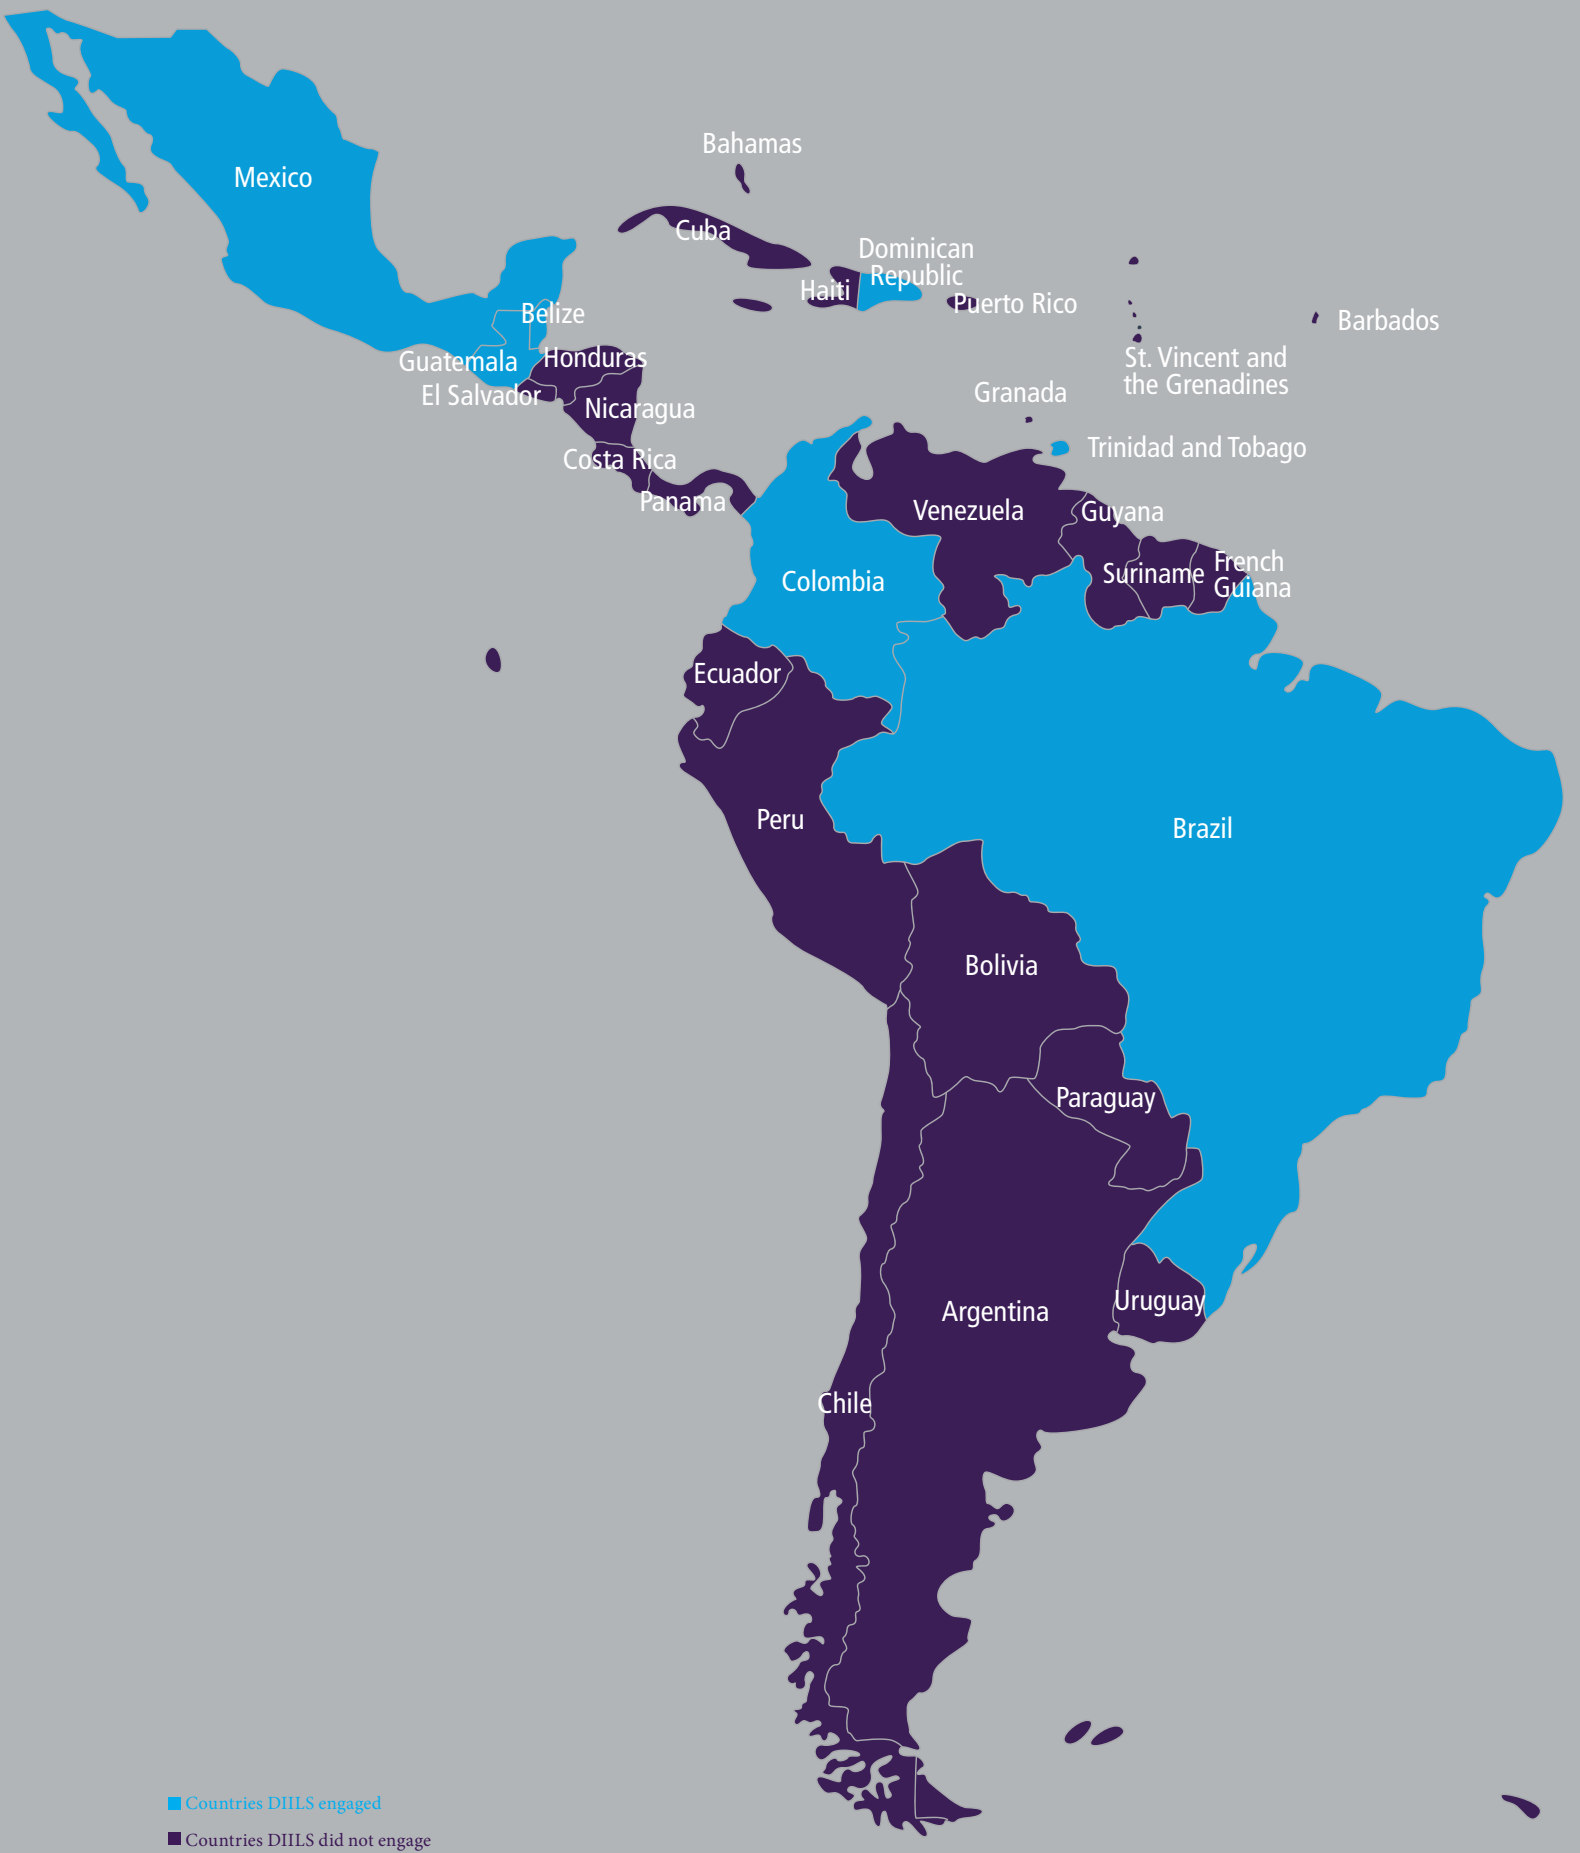 Bahamas
Mexico
Cuba
Dominican
Republic
Haiti
Puerto Rico
Belize
Barbados
Guatemala
Honduras
St. Vincent and
the Grenadines
El Salvador
Granada
Nicaragua
Trinidad and Tobago
Costa Rica
Panama
Venezuela
Guyana
French
Guiana
Suriname
Colombia
Ecuador
Peru
Brazil
Bolivia
Paraguay
Uruguay
Argentina
Chile
Countries DIILS engaged
Countries DIILS did not engage